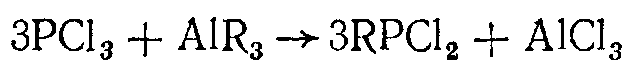 3PCl₃ + AlR₃ → 3RPCl₂ + AlCl₃